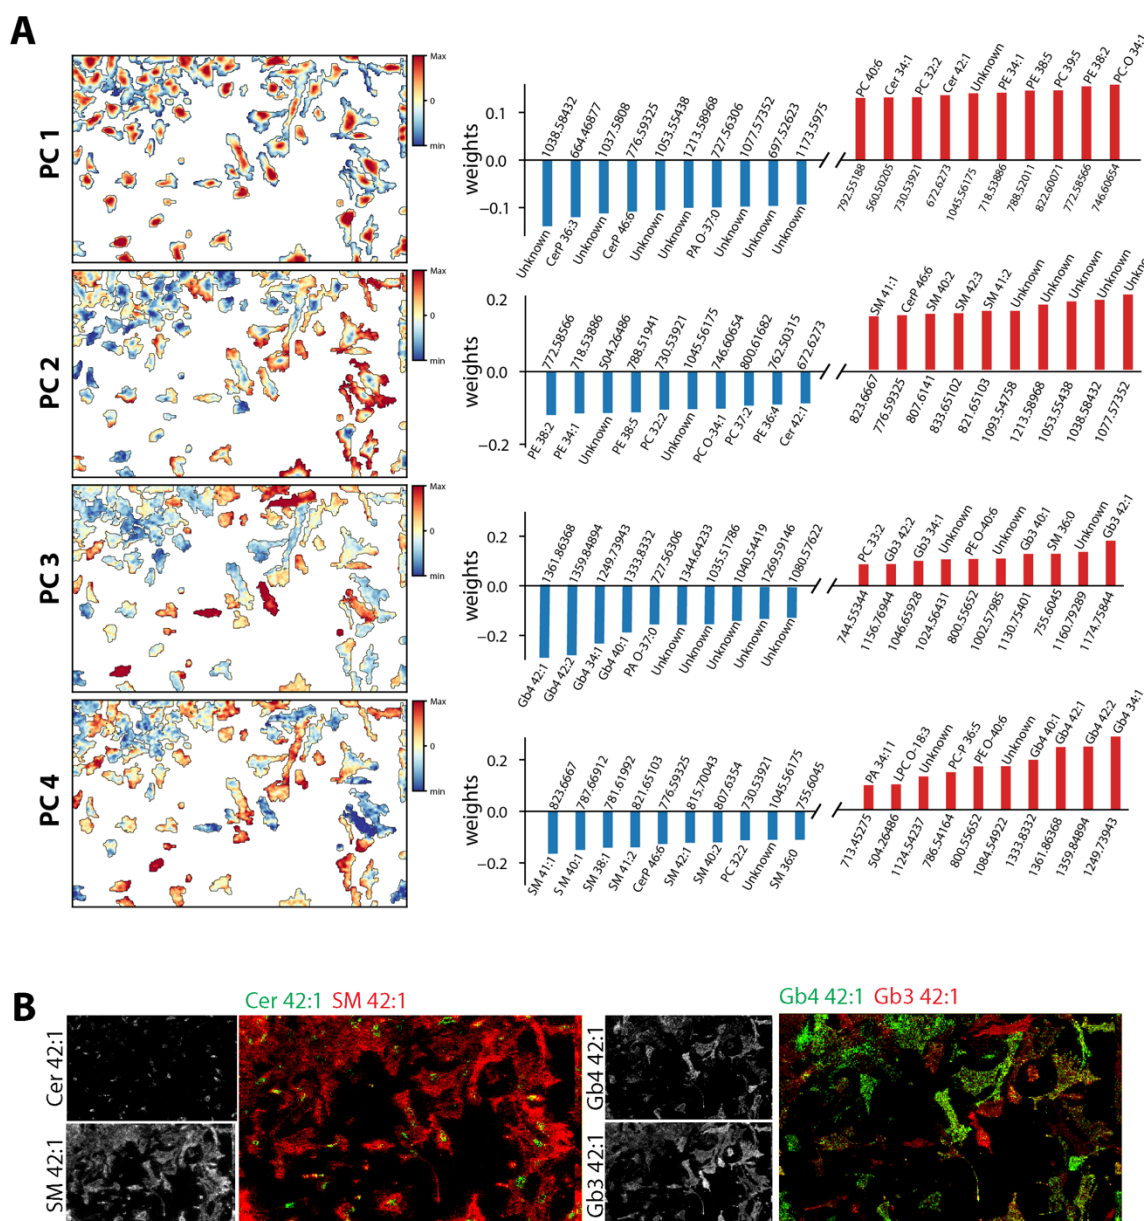 A
PC 1
Max
0
min
weights
0.1
0.0
−0.1
1038.58432
664.46877
1037.5808
776.59325
1053.55438
1213.58968
727.56306
1077.57352
697.52623
1173.5975
Unknown
CerP 36:3
Unknown
CerP 46:6
Unknown
Unknown
PA O-37:0
Unknown
Unknown
Unknown
PC 40:6
Cer 34:1
PC 32:2
Cer 42:1
Unknown
PE 34:1
PE 38:5
PC 39:5
PE 38:2
PC-O 34:1
792.55188
560.50205
730.53921
672.6273
1045.56175
718.53886
788.52011
822.60071
772.58566
746.60654
PC 2
Max
0
min
weights
0.2
0.0
−0.2
772.58566
718.53886
504.26486
788.51941
730.53921
1045.56175
746.60654
800.61682
762.50315
672.6273
PE 38:2
PE 34:1
Unknown
PE 38:5
PC 32:2
Unknown
PC O-34:1
PC 37:2
PE 36:4
Cer 42:1
SM 41:1
CerP 46:6
SM 40:2
SM 42:3
SM 41:2
Unknown
Unknown
Unknown
Unknown
823.6667
776.59325
807.6141
833.65102
821.65103
1093.54758
1213.58968
1053.55438
1038.58432
1077.57352
PC 3
Max
0
min
weights
0.2
0.0
−0.2
1361.86368
1359.84894
1249.73943
1333.8332
727.56306
1344.64233
1035.51786
1040.54419
1269.59146
1080.57622
Gb4 42:1
Gb4 42:2
Gb4 34:1
Gb4 40:1
PA O-37:0
Unknown
Unknown
Unknown
Unknown
Unknown
PC 33:2
Gb3 42:2
Gb3 34:1
Unknown
PE O-40:6
Unknown
Gb3 40:1
SM 36:0
Unknown
Gb3 42:1
744.55344
1156.76944
1046.65928
1024.56431
800.55652
1002.57985
1130.75401
755.6045
1160.79289
1174.75844
PC 4
Max
0
min
weights
0.2
0.0
−0.2
823.6667
787.66912
781.61992
821.65103
776.59325
815.70043
807.6354
730.53921
1045.56175
755.6045
SM 41:1
S M 40:1
SM 38:1
SM 41:2
CerP 46:6
SM 42:1
SM 40:2
PC 32:2
Unknown
SM 36:0
PA 34:11
LPC O-18:3
Unknown
PC-P 36:5
PE O-40:6
Unknown
Gb4 40:1
Gb4 42:1
Gb4 42:2
Gb4 34:1
713.45275
504.26486
1124.54237
786.54164
800.55652
1084.54922
1333.8332
1361.86368
1359.84894
1249.73943
B
Cer 42:1 SM 42:1
Gb4 42:1 Gb3 42:1
Cer 42:1
SM 42:1
Gb4 42:1
Gb3 42:1